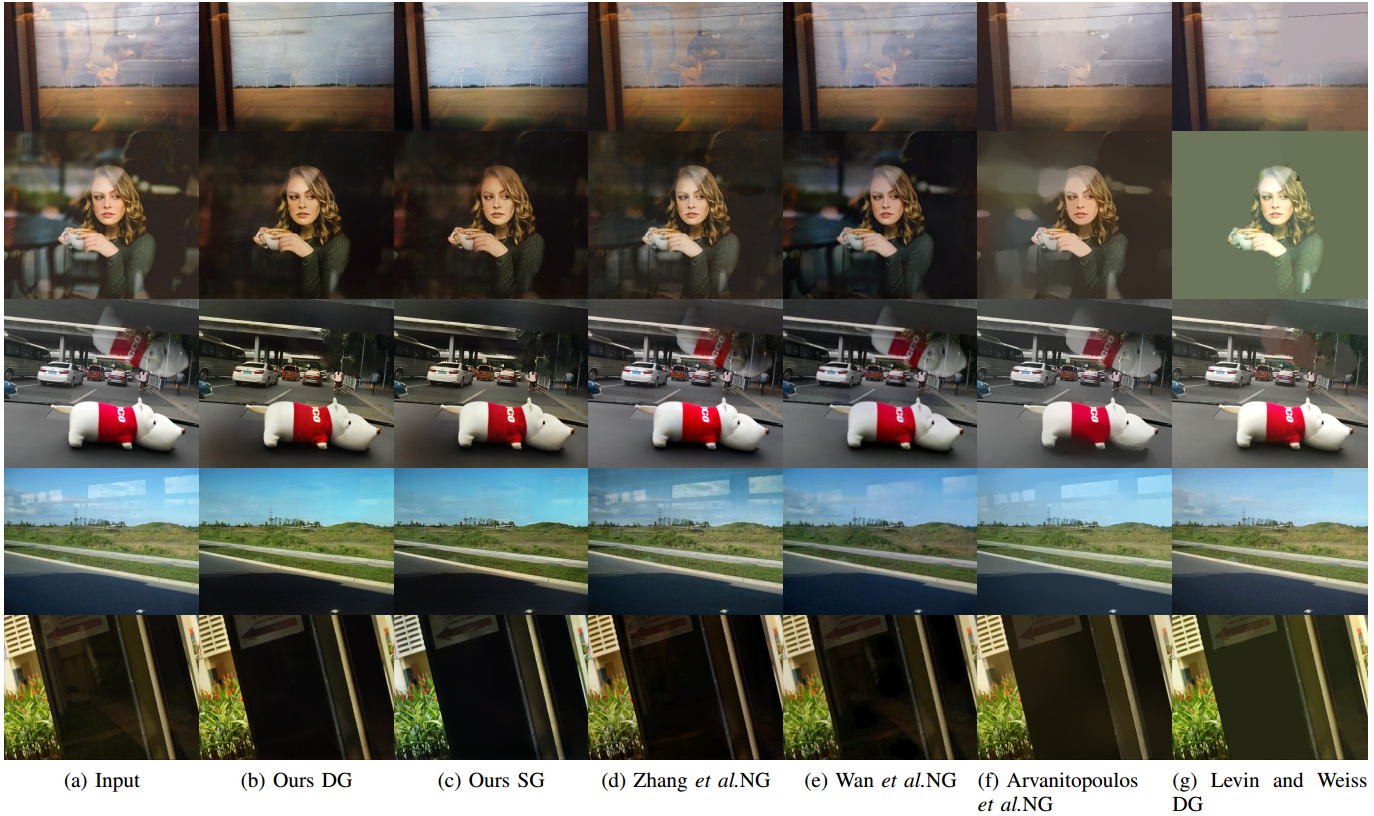 (a) Input
(b) Ours DG
(c) Ours SG
(d) Zhang et al.NG
(e) Wan et al.NG
(f) Arvanitopoulos
et al.NG
(g) Levin and Weiss
DG